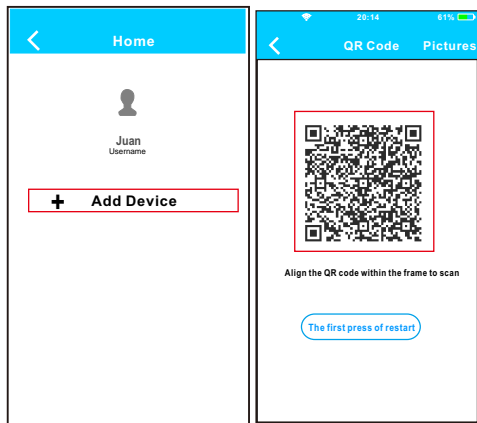 Home
Juan
Username
+ Add Device
20:14
61%
QR Code
Pictures
Align the QR code within the frame to scan
The first press of restart